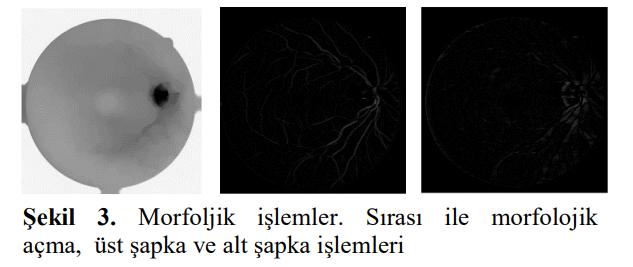 Şekil 3. Morfoljik işlemler. Sırası ile morfolojik
açma, üst şapka ve alt şapka işlemleri